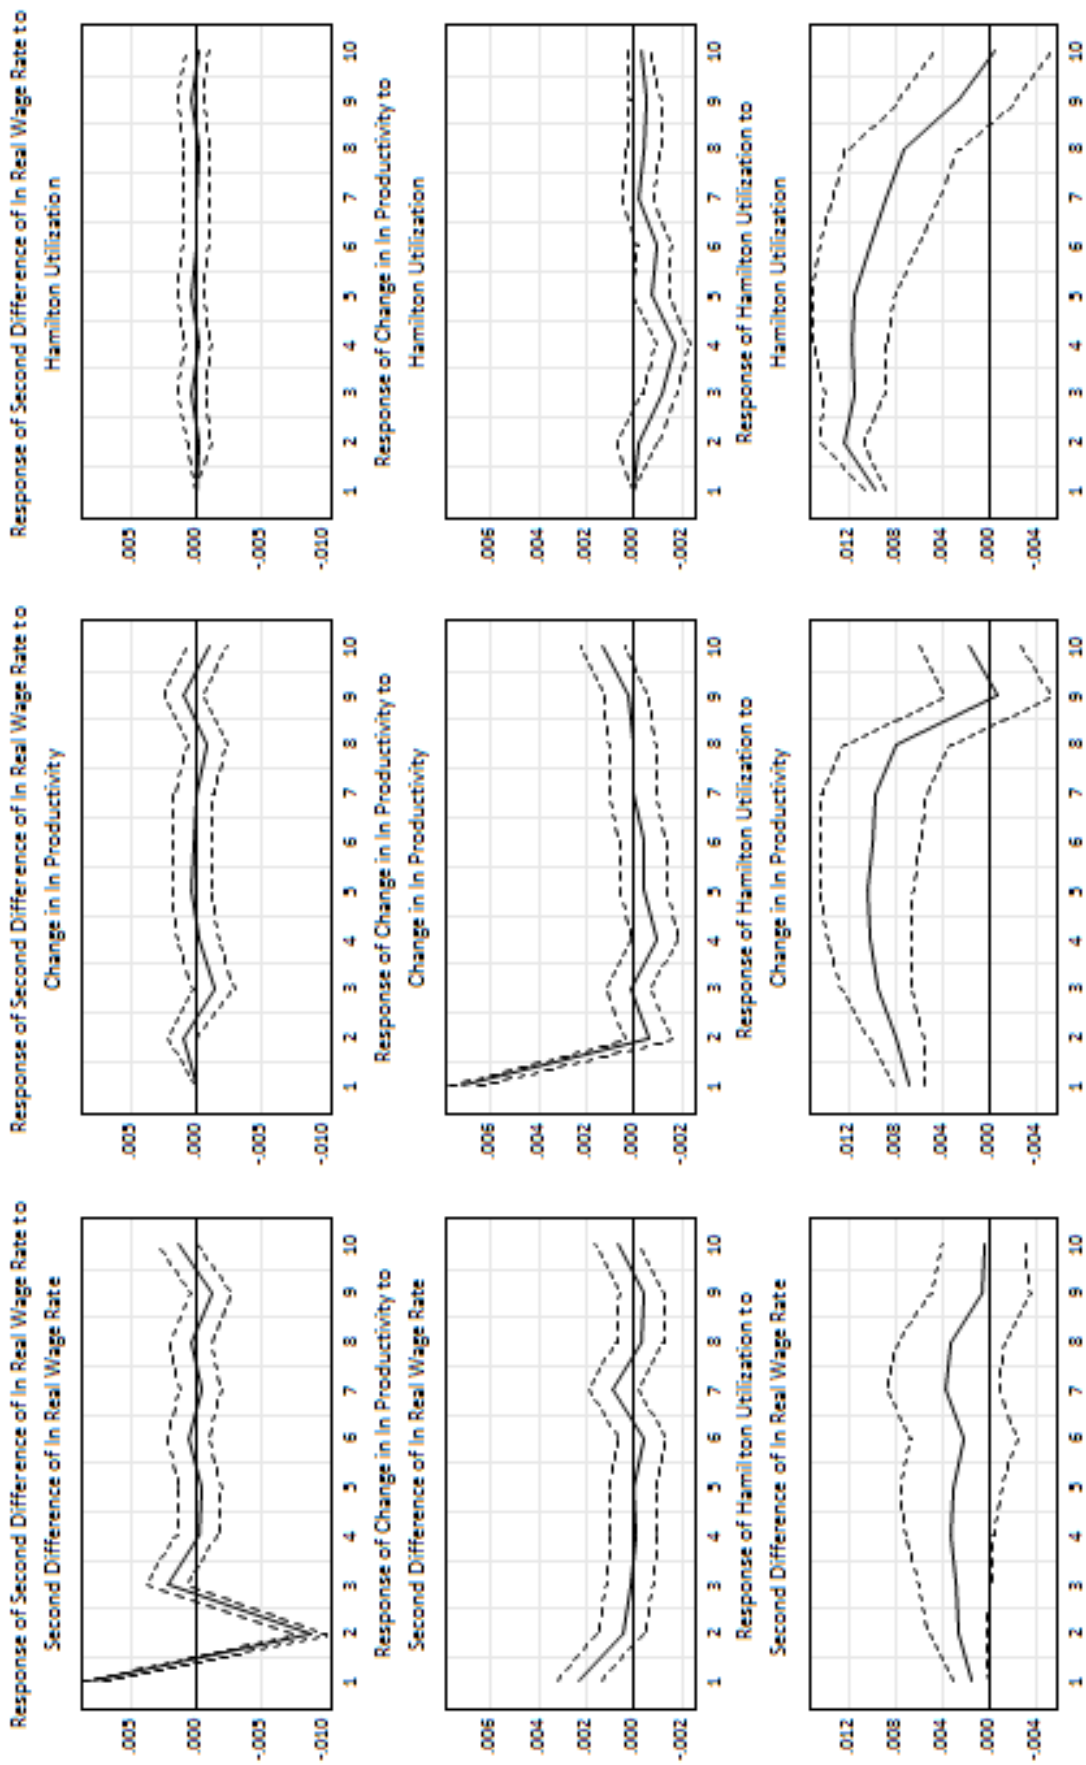 Response of Second Difference of ln Real Wage Rate to
Second Difference of ln Real Wage Rate
.005
.000
-.005
-.010
1 2 3 4 5 6 7 8 9 10
Response of Second Difference of ln Real Wage Rate to
Change in ln Productivity
.005
.000
-.005
-.010
1 2 3 4 5 6 7 8 9 10
Response of Second Difference of ln Real Wage Rate to
Hamilton Utilization
.005
.000
-.005
-.010
1 2 3 4 5 6 7 8 9 10
Response of Change in ln Productivity to
Second Difference of ln Real Wage Rate
.006
.004
.002
.000
-.002
1 2 3 4 5 6 7 8 9 10
Response of Change in ln Productivity to
Change in ln Productivity
.006
.004
.002
.000
-.002
1 2 3 4 5 6 7 8 9 10
Response of Change in ln Productivity to
Hamilton Utilization
.006
.004
.002
.000
-.002
1 2 3 4 5 6 7 8 9 10
Response of Hamilton Utilization to
Second Difference of ln Real Wage Rate
.012
.008
.004
.000
-.004
1 2 3 4 5 6 7 8 9 10
Response of Hamilton Utilization to
Change in ln Productivity
.012
.008
.004
.000
-.004
1 2 3 4 5 6 7 8 9 10
Response of Hamilton Utilization to
Hamilton Utilization
.012
.008
.004
.000
-.004
1 2 3 4 5 6 7 8 9 10